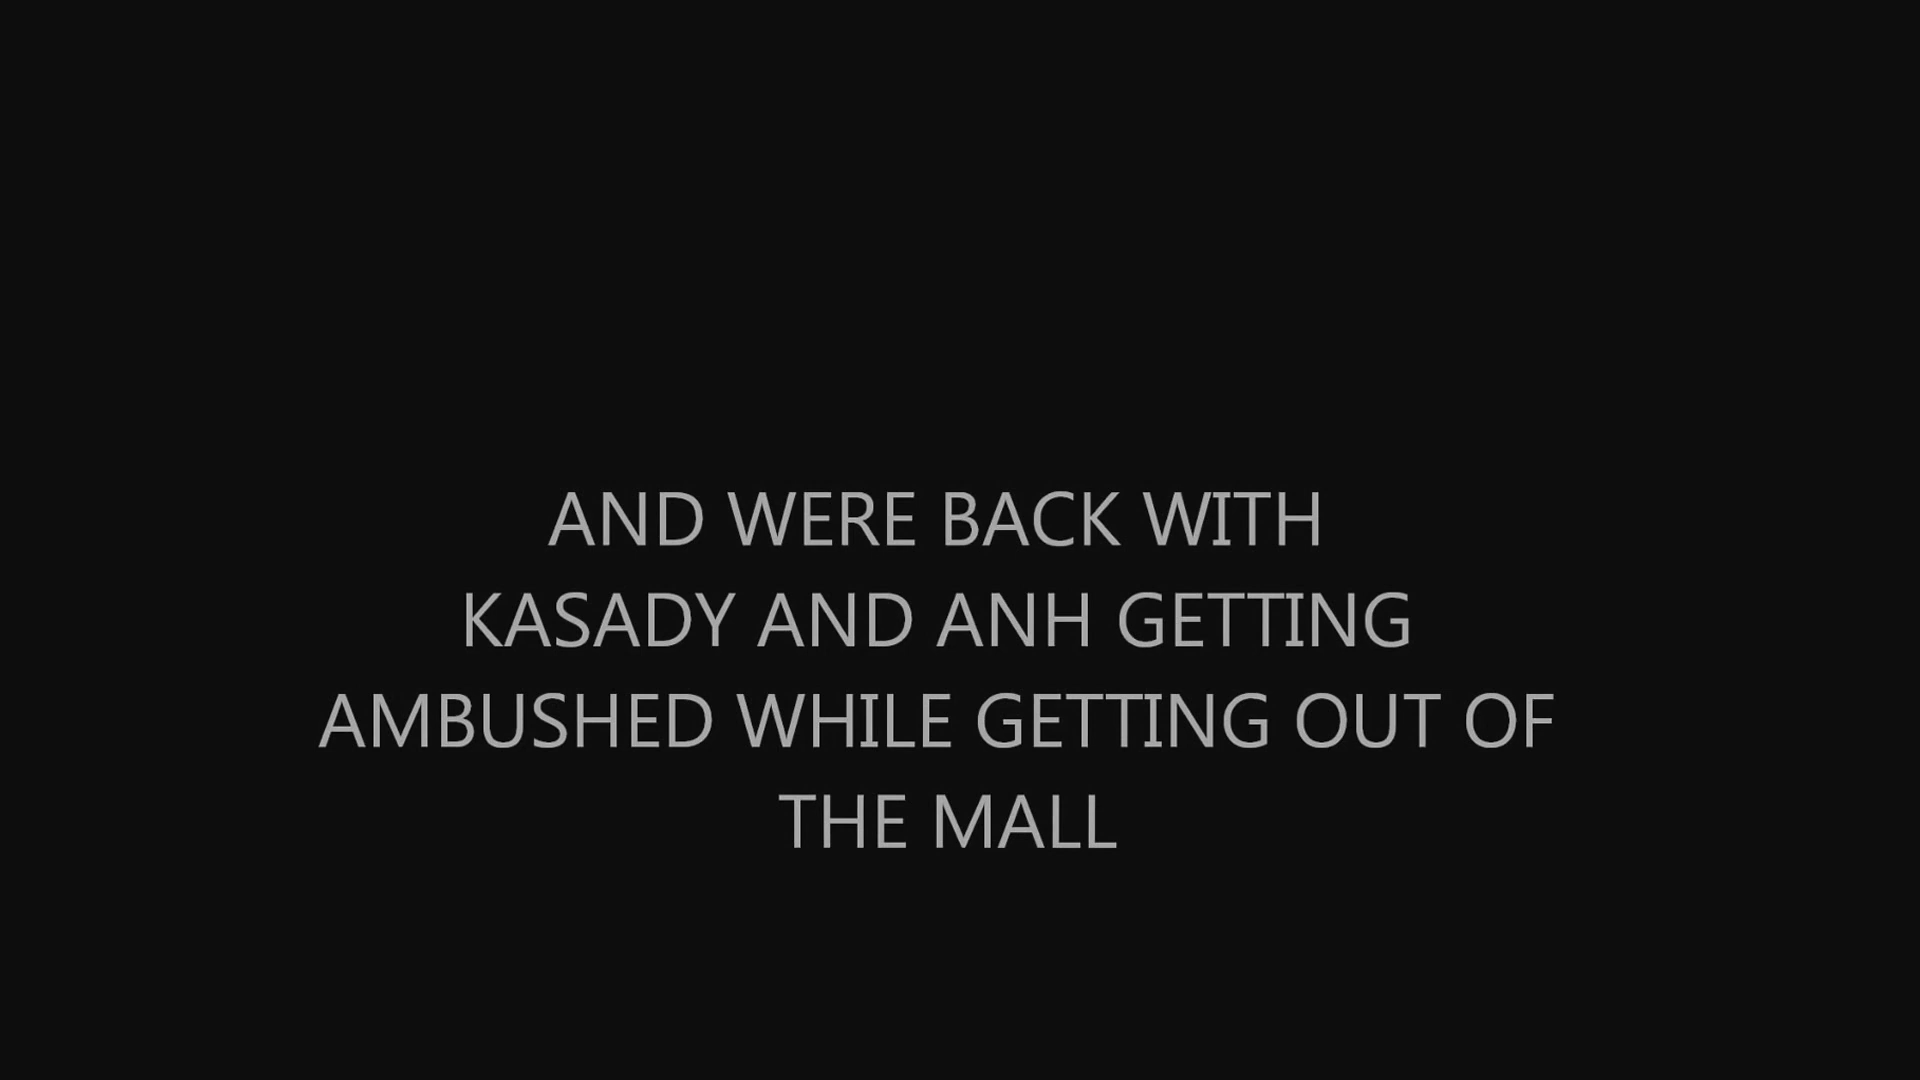 AND WERE BACK WITH
KASADY AND ANH GETTING
AMBUSHED WHILE GETTING OUT OF
THE MALL